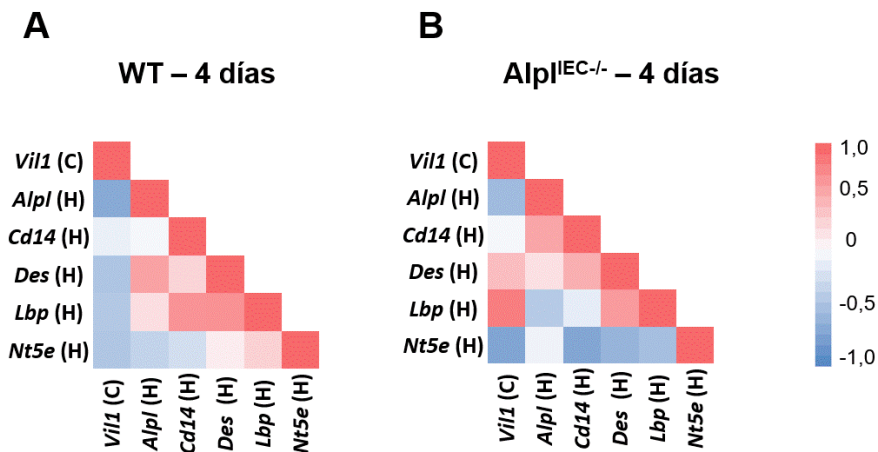 A
B
WT – 4 días
Alpl^IEC-/- – 4 días
Vil1 (C)
Alpl (H)
Cd14 (H)
Des (H)
Lbp (H)
Nt5e (H)
Vil1 (C)
Alpl (H)
Cd14 (H)
Des (H)
Lbp (H)
Nt5e (H)
Vil1 (C)
Alpl (H)
Cd14 (H)
Des (H)
Lbp (H)
Nt5e (H)
Vil1 (C)
Alpl (H)
Cd14 (H)
Des (H)
Lbp (H)
Nt5e (H)
1,0
0,5
0
-0,5
-1,0